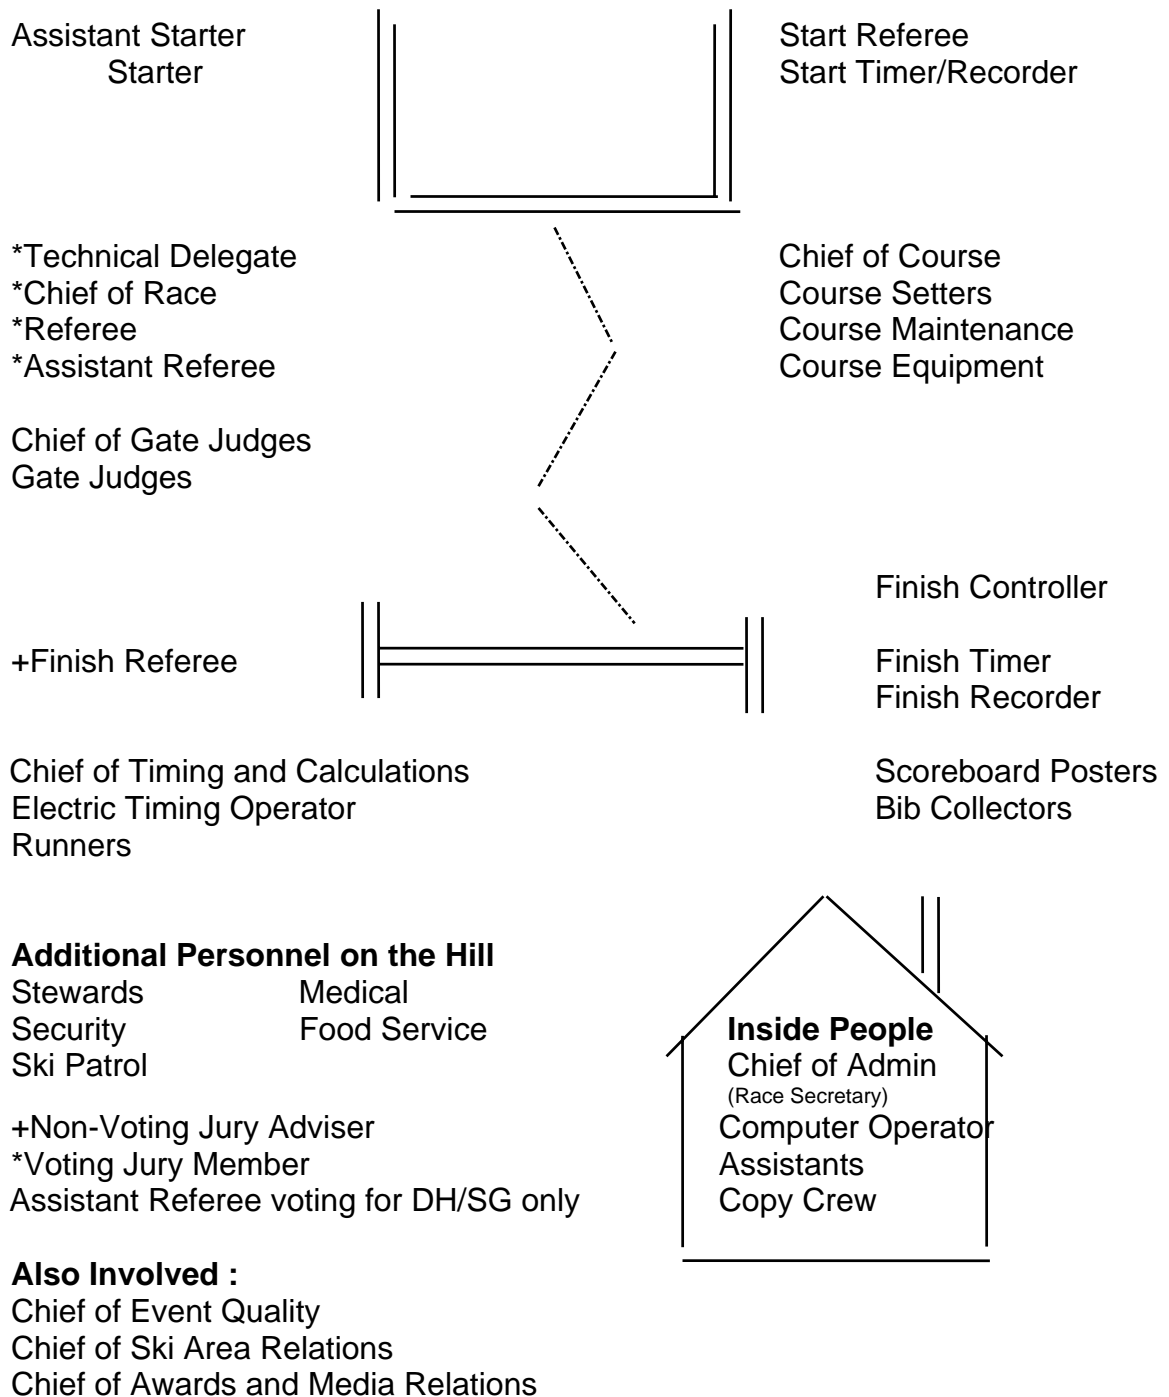 Assistant Starter
Starter
Start Referee
Start Timer/Recorder
*Technical Delegate
*Chief of Race
*Referee
*Assistant Referee
Chief of Course
Course Setters
Course Maintenance
Course Equipment
Chief of Gate Judges
Gate Judges
Finish Controller
+Finish Referee
Finish Timer
Finish Recorder
Chief of Timing and Calculations
Electric Timing Operator
Runners
Scoreboard Posters
Bib Collectors
Additional Personnel on the Hill
Stewards Medical
Security Food Service
Ski Patrol
+Non-Voting Jury Adviser
*Voting Jury Member
Assistant Referee voting for DH/SG only
Inside People
Chief of Admin
(Race Secretary)
Computer Operator
Assistants
Copy Crew
Also Involved :
Chief of Event Quality
Chief of Ski Area Relations
Chief of Awards and Media Relations